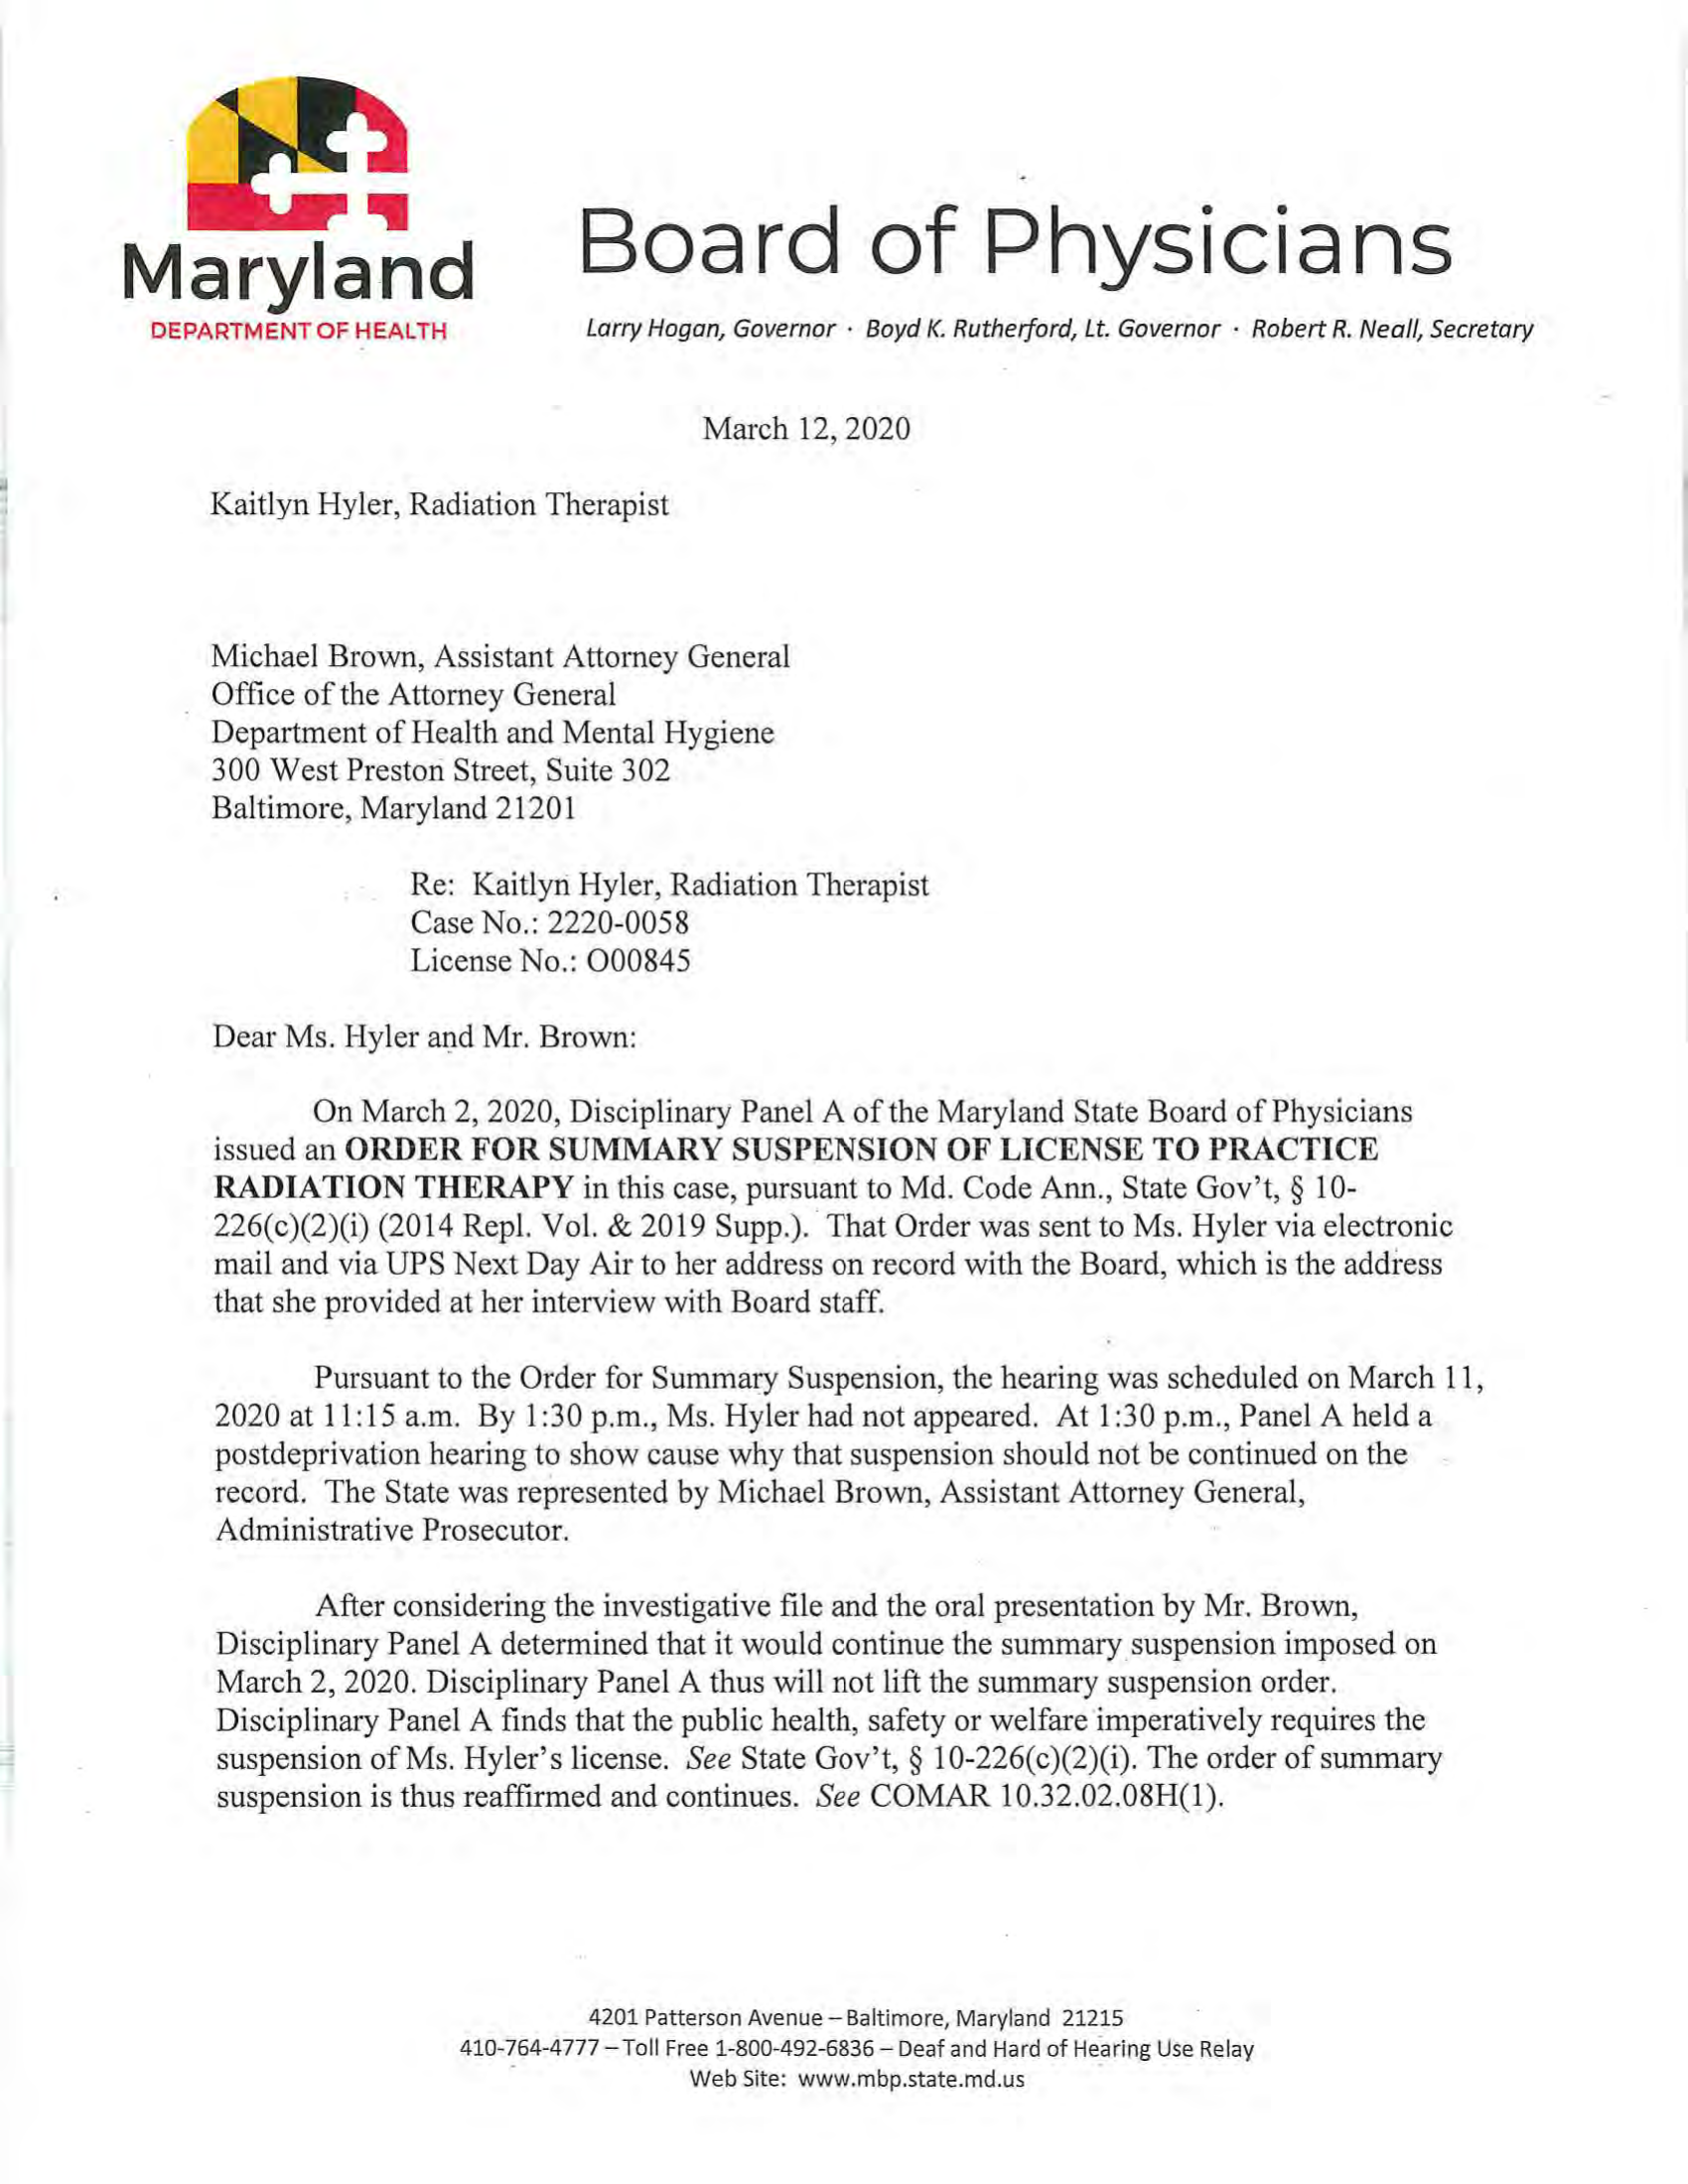 Maryland
DEPARTMENT OF HEALTH
Board of Physicians
Larry Hogan, Governor · Boyd K. Rutherford, Lt. Governor · Robert R. Neall, Secretary
March 12, 2020
Kaitlyn Hyler, Radiation Therapist
Michael Brown, Assistant Attorney General
Office of the Attorney General
Department of Health and Mental Hygiene
300 West Preston Street, Suite 302
Baltimore, Maryland 21201
Re: Kaitlyn Hyler, Radiation Therapist
Case No.: 2220-0058
License No.: O00845
Dear Ms. Hyler and Mr. Brown:
On March 2, 2020, Disciplinary Panel A of the Maryland State Board of Physicians
issued an ORDER FOR SUMMARY SUSPENSION OF LICENSE TO PRACTICE
RADIATION THERAPY in this case, pursuant to Md. Code Ann., State Gov't, § 10-
226(c)(2)(i) (2014 Repl. Vol. & 2019 Supp.). That Order was sent to Ms. Hyler via electronic
mail and via UPS Next Day Air to her address on record with the Board, which is the address
that she provided at her interview with Board staff.
Pursuant to the Order for Summary Suspension, the hearing was scheduled on March 11,
2020 at 11:15 a.m. By 1:30 p.m., Ms. Hyler had not appeared. At 1:30 p.m., Panel A held a
postdeprivation hearing to show cause why that suspension should not be continued on the
record. The State was represented by Michael Brown, Assistant Attorney General,
Administrative Prosecutor.
After considering the investigative file and the oral presentation by Mr. Brown,
Disciplinary Panel A determined that it would continue the summary suspension imposed on
March 2, 2020. Disciplinary Panel A thus will not lift the summary suspension order.
Disciplinary Panel A finds that the public health, safety or welfare imperatively requires the
suspension of Ms. Hyler's license. See State Gov't, § 10-226(c)(2)(i). The order of summary
suspension is thus reaffirmed and continues. See COMAR 10.32.02.08H(1).
4201 Patterson Avenue – Baltimore, Maryland 21215
410-764-4777 – Toll Free 1-800-492-6836 – Deaf and Hard of Hearing Use Relay
Web Site: www.mbp.state.md.us